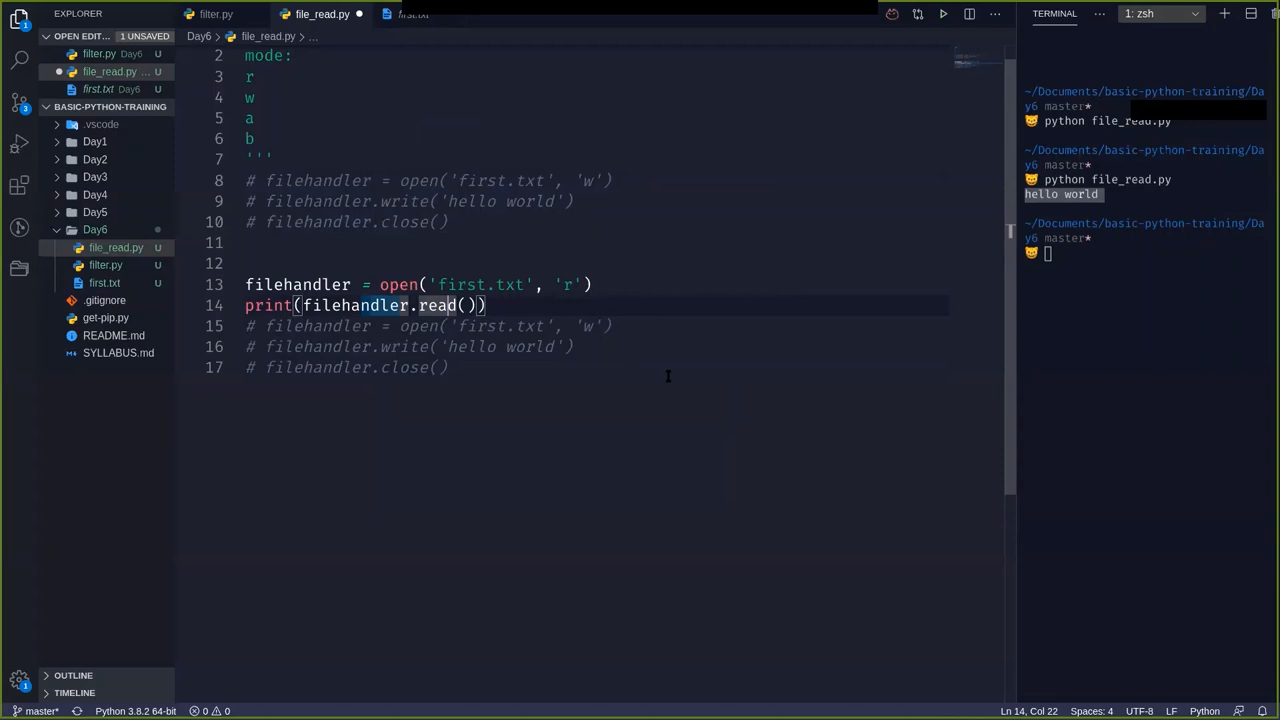 EXPLORER
OPEN EDIT... 1 UNSAVED
filter.py Day6 U
file_read.py ... U
first.txt Day6 U
BASIC-PYTHON-TRAINING
.vscode
Day1
Day2
Day3
Day4
Day5
Day6
file_read.py U
filter.py U
first.txt U
.gitignore
get-pip.py
README.md
SYLLABUS.md
OUTLINE
TIMELINE
filter.py
file_read.py
first.txt
Day6 > file_read.py > ...
2 mode:
3 r
4 w
5 a
6 b
7 '''
8 # filehandler = open('first.txt', 'w')
9 # filehandler.write('hello world')
10 # filehandler.close()
11
12
13 filehandler = open('first.txt', 'r')
14 print(filehandler.read())
15 # filehandler = open('first.txt', 'w')
16 # filehandler.write('hello world')
17 # filehandler.close()
TERMINAL
1: zsh
~/Documents/basic-python-training/Da
y6 master*
python file_read.py
~/Documents/basic-python-training/Da
y6 master*
python file_read.py
hello world
~/Documents/basic-python-training/Da
y6 master*
master* Python 3.8.2 64-bit 0 0 Ln 14, Col 22 Spaces: 4 UTF-8 LF Python